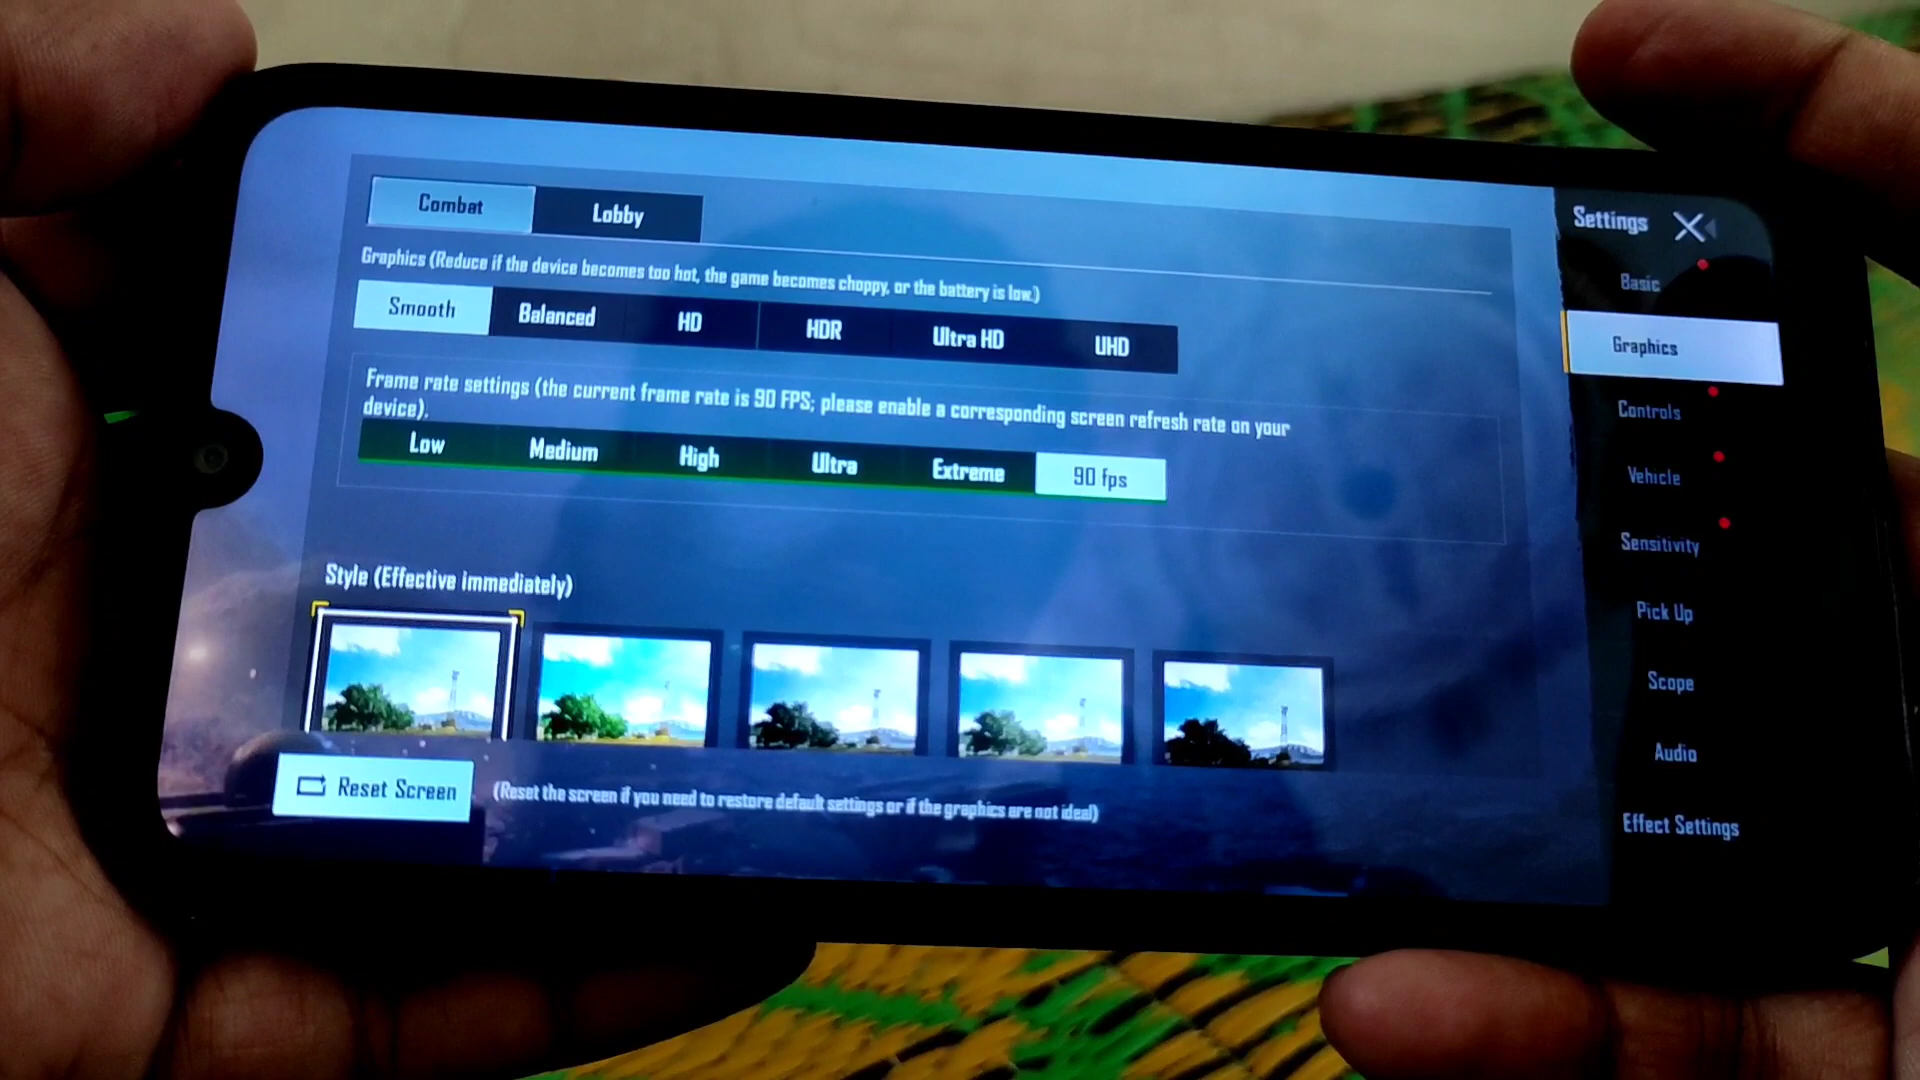 Combat
Lobby
Graphics (Reduce if the device becomes too hot, the game becomes choppy, or the battery is low.)
Smooth
Balanced
HD
HDR
Ultra HD
UHD
Frame rate settings (the current frame rate is 90 FPS; please enable a corresponding screen refresh rate on your
device).
Low
Medium
High
Ultra
Extreme
90 fps
Style (Effective immediately)
Reset Screen
(Reset the screen if you need to restore default settings or if the graphics are not ideal)
Settings
Basic
Graphics
Controls
Vehicle
Sensitivity
Pick Up
Scope
Audio
Effect Settings